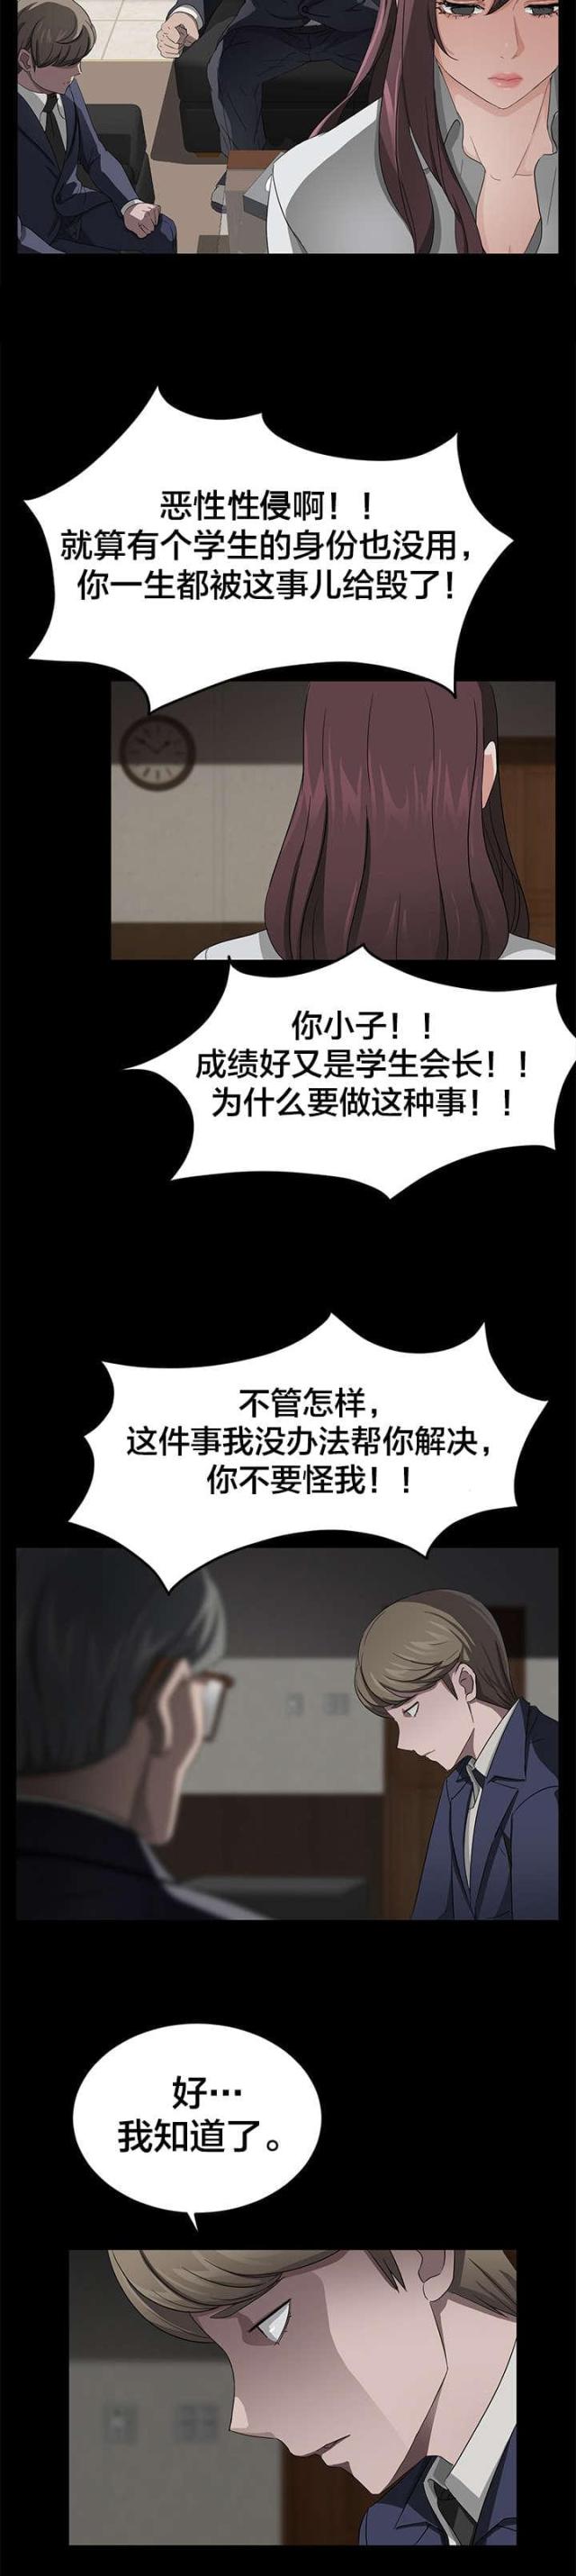 恶性性侵啊！！
就算有个学生的身份也没用，
你一生都被这事儿给毁了！
你小子！！
成绩好又是学生会长！！
为什么要做这种事！！
不管怎样，
这件事我没办法帮你解决，
你不要怪我！！
好…
我知道了。